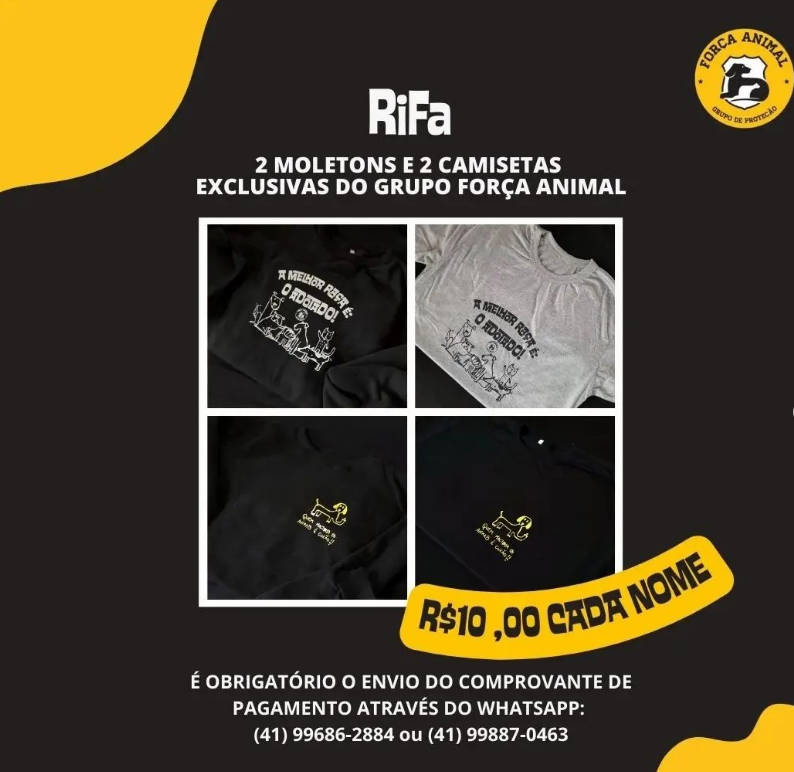 FORÇA ANIMAL
GRUPO DE PROTEÇÃO
RiFa
2 MOLETONS E 2 CAMISETAS
EXCLUSIVAS DO GRUPO FORÇA ANIMAL
A MELHOR RAÇA É:
O ADOTADO!
A MELHOR RAÇA É:
O ADOTADO!
R$10 ,00 CADA NOME
É OBRIGATÓRIO O ENVIO DO COMPROVANTE DE
PAGAMENTO ATRAVÉS DO WHATSAPP:
(41) 99686-2884 ou (41) 99887-0463